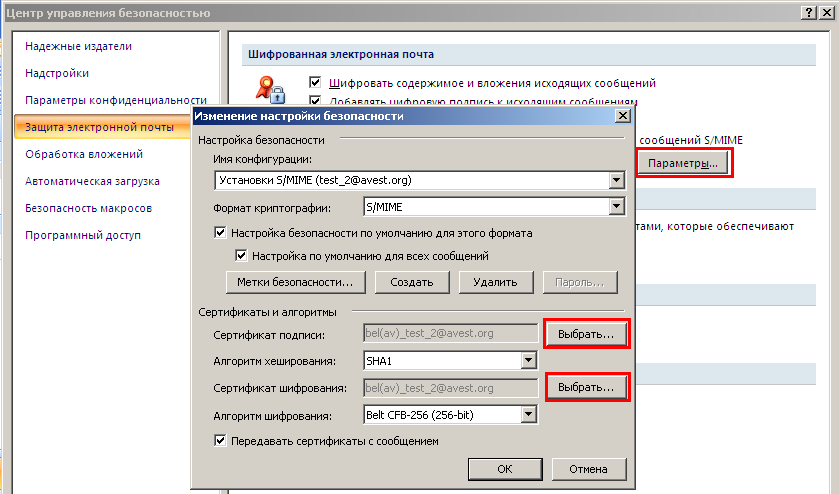 Центр управления безопасностью
Надежные издатели
Надстройки
Параметры конфиденциальности
Защита электронной почты
Обработка вложений
Автоматическая загрузка
Безопасность макросов
Программный доступ
Шифрованная электронная почта
Шифровать содержимое и вложения исходящих сообщений
Добавлять цифровую подпись к исходящим сообщениям
сообщений S/MIME
Параметры...
тами, которые обеспечивают
Изменение настройки безопасности
Настройка безопасности
Имя конфигурации:
Установки S/MIME (test_2@avest.org)
Формат криптографии: S/MIME
Настройка безопасности по умолчанию для этого формата
Настройка по умолчанию для всех сообщений
Метки безопасности... Создать Удалить Пароль...
Сертификаты и алгоритмы
Сертификат подписи: bel(av)_test_2@avest.org Выбрать...
Алгоритм хеширования: SHA1
Сертификат шифрования: bel(av)_test_2@avest.org Выбрать...
Алгоритм шифрования: Belt CFB-256 (256-bit)
Передавать сертификаты с сообщением
OK Отмена